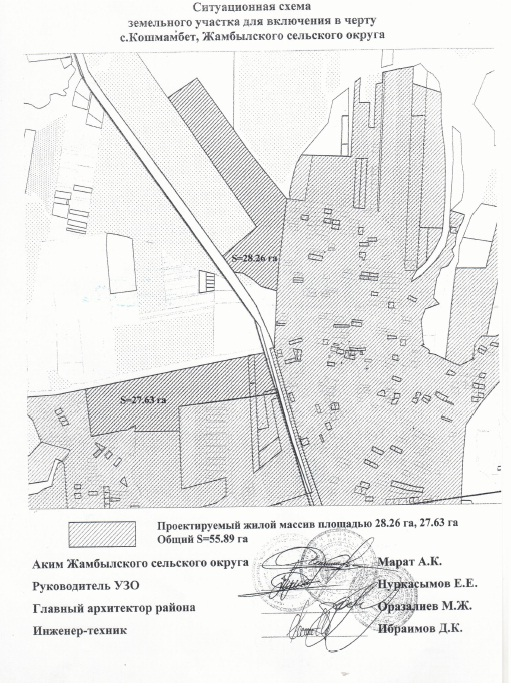 Ситуационная схема
земельного участка для включения в черту
с.Кошмамбет, Жамбылского сельского округа
S=28.26 га
S=27.63 га
Проектируемый жилой массив площадью 28.26 га, 27.63 га
Общий S=55.89 га
Аким Жамбылского сельского округа Марат А.К.
Руководитель УЗО Нуркасымов Е.Е.
Главный архитектор района Оразалиев М.Ж.
Инженер-техник Ибраимов Д.К.